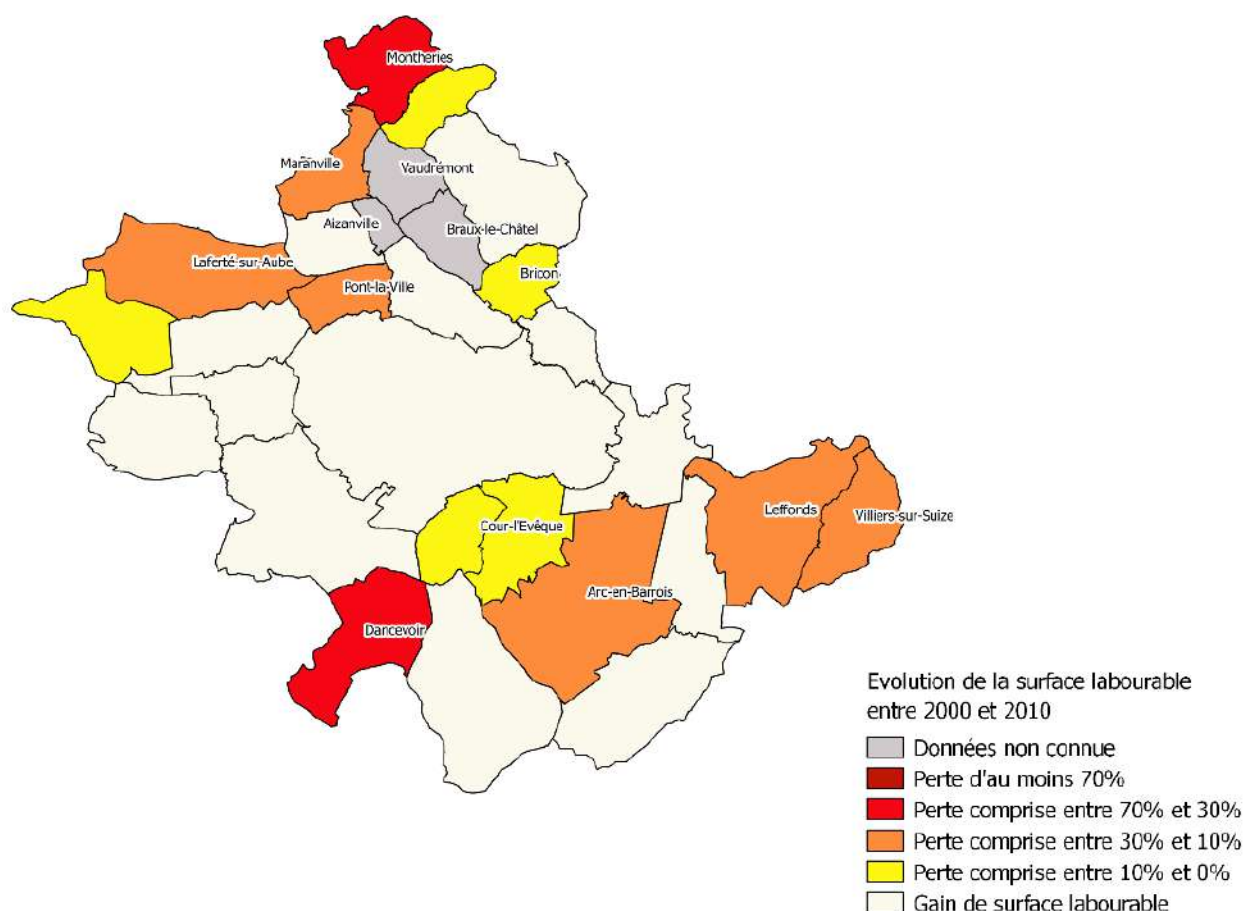 Montheries
Maranville
Vaudrémont
Aizanville
Braux-le-Châtel
Laferté-sur-Aube
Bricon
Pont-la-Ville
Leffonds
Villiers-sur-Suize
Cour-l'Evêque
Arc-en-Barrois
Dancevoir
Evolution de la surface labourable
entre 2000 et 2010
Données non connue
Perte d'au moins 70%
Perte comprise entre 70% et 30%
Perte comprise entre 30% et 10%
Perte comprise entre 10% et 0%
Gain de surface labourable